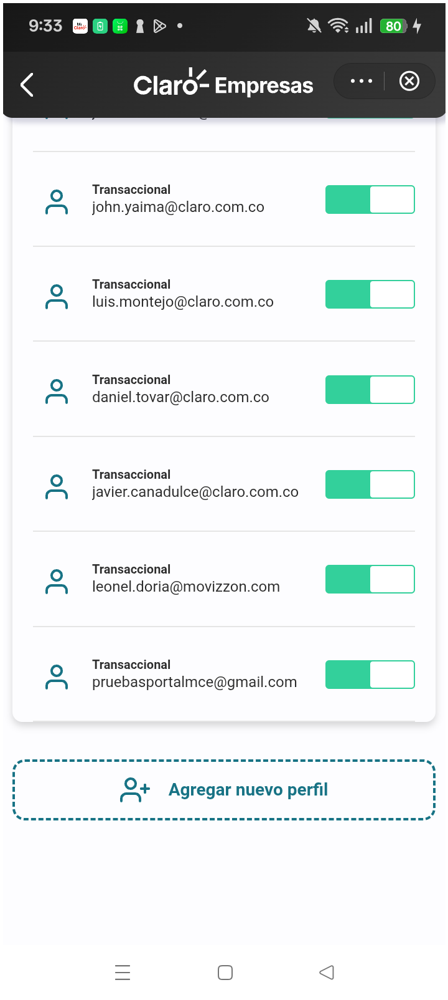 9:33
Mi Claro
80
Claro- Empresas
Transaccional
john.yaima@claro.com.co
Transaccional
luis.montejo@claro.com.co
Transaccional
daniel.tovar@claro.com.co
Transaccional
javier.canadulce@claro.com.co
Transaccional
leonel.doria@movizzon.com
Transaccional
pruebasportalmce@gmail.com
Agregar nuevo perfil